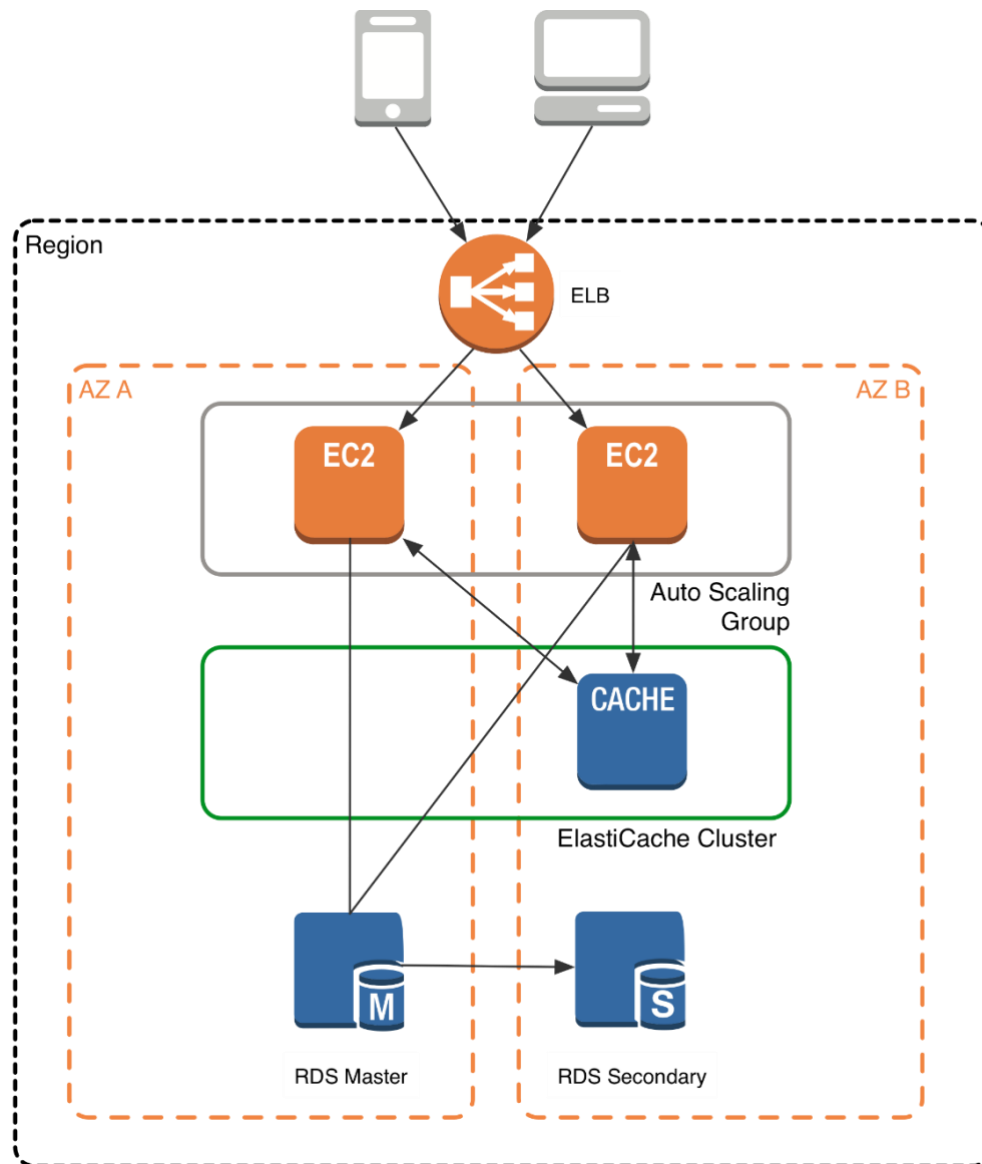 Region
ELB
AZ A
AZ B
EC2
EC2
Auto Scaling
Group
CACHE
ElastiCache Cluster
M
S
RDS Master
RDS Secondary